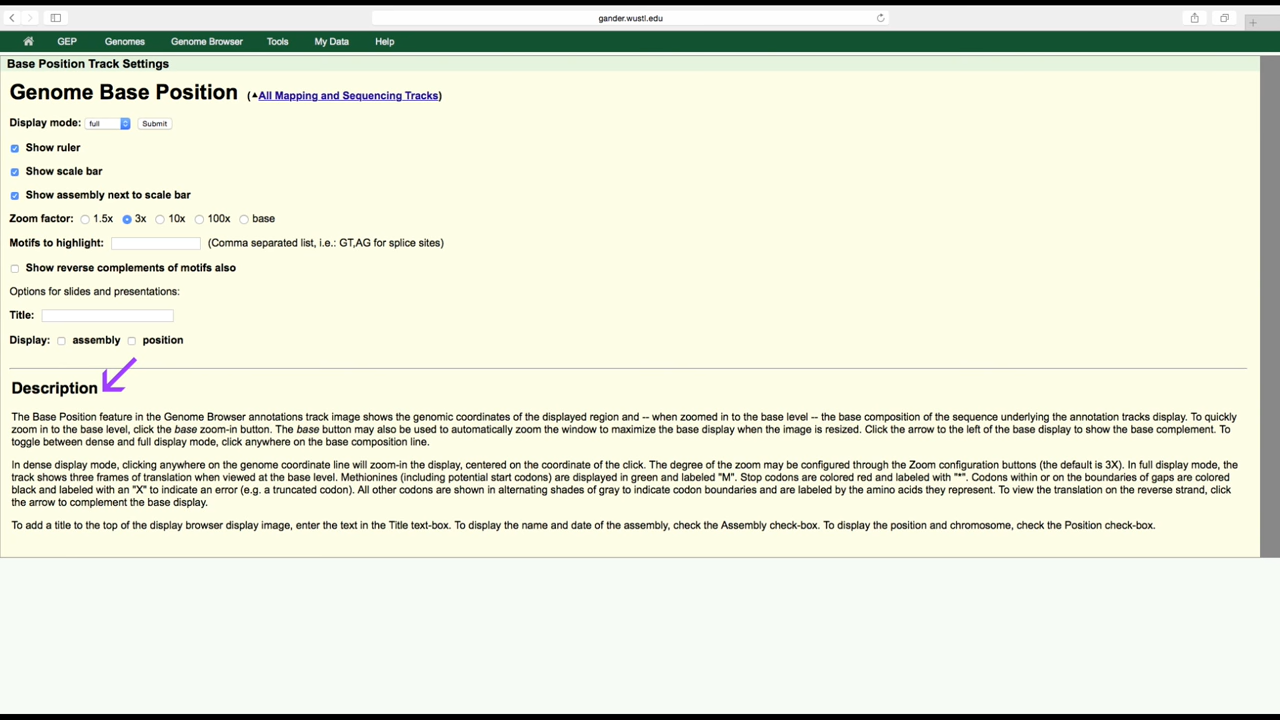 gander.wustl.edu
GEP Genomes Genome Browser Tools My Data Help
Base Position Track Settings
Genome Base Position (All Mapping and Sequencing Tracks)
Display mode: full Submit
Show ruler
Show scale bar
Show assembly next to scale bar
Zoom factor: 1.5x 3x 10x 100x base
Motifs to highlight: (Comma separated list, i.e.: GT,AG for splice sites)
Show reverse complements of motifs also
Options for slides and presentations:
Title:
Display: assembly position
Description
The Base Position feature in the Genome Browser annotations track image shows the genomic coordinates of the displayed region and -- when zoomed in to the base level -- the base composition of the sequence underlying the annotation tracks display. To quickly
zoom in to the base level, click the base zoom-in button. The base button may also be used to automatically zoom the window to maximize the base display when the image is resized. Click the arrow to the left of the base display to show the base complement. To
toggle between dense and full display mode, click anywhere on the base composition line.
In dense display mode, clicking anywhere on the genome coordinate line will zoom-in the display, centered on the coordinate of the click. The degree of the zoom may be configured through the Zoom configuration buttons (the default is 3X). In full display mode, the
track shows three frames of translation when viewed at the base level. Methionines (including potential start codons) are displayed in green and labeled "M". Stop codons are colored red and labeled with "*". Codons within or on the boundaries of gaps are colored
black and labeled with an "X" to indicate an error (e.g. a truncated codon). All other codons are shown in alternating shades of gray to indicate codon boundaries and are labeled by the amino acids they represent. To view the translation on the reverse strand, click
the arrow to complement the base display.
To add a title to the top of the display browser display image, enter the text in the Title text-box. To display the name and date of the assembly, check the Assembly check-box. To display the position and chromosome, check the Position check-box.